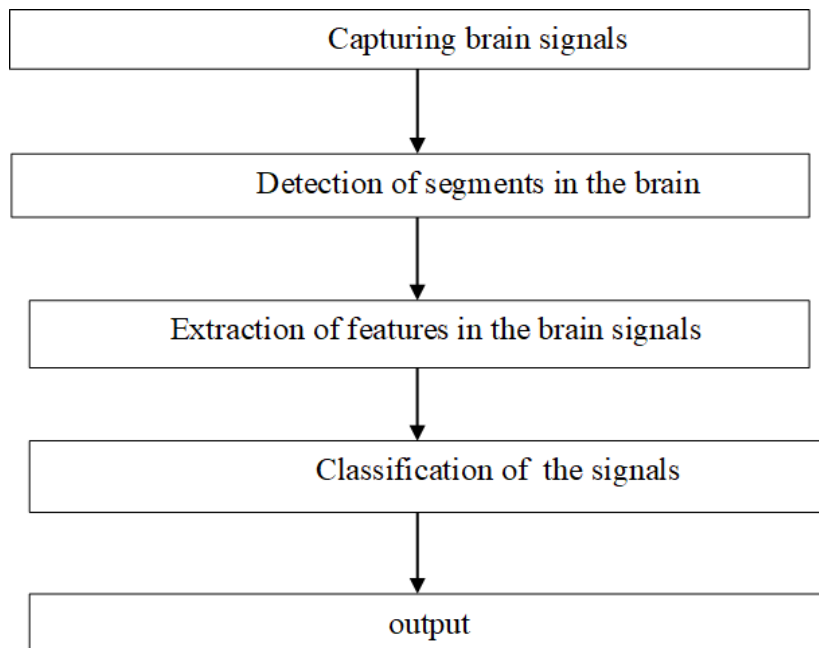 Capturing brain signals
Detection of segments in the brain
Extraction of features in the brain signals
Classification of the signals
output